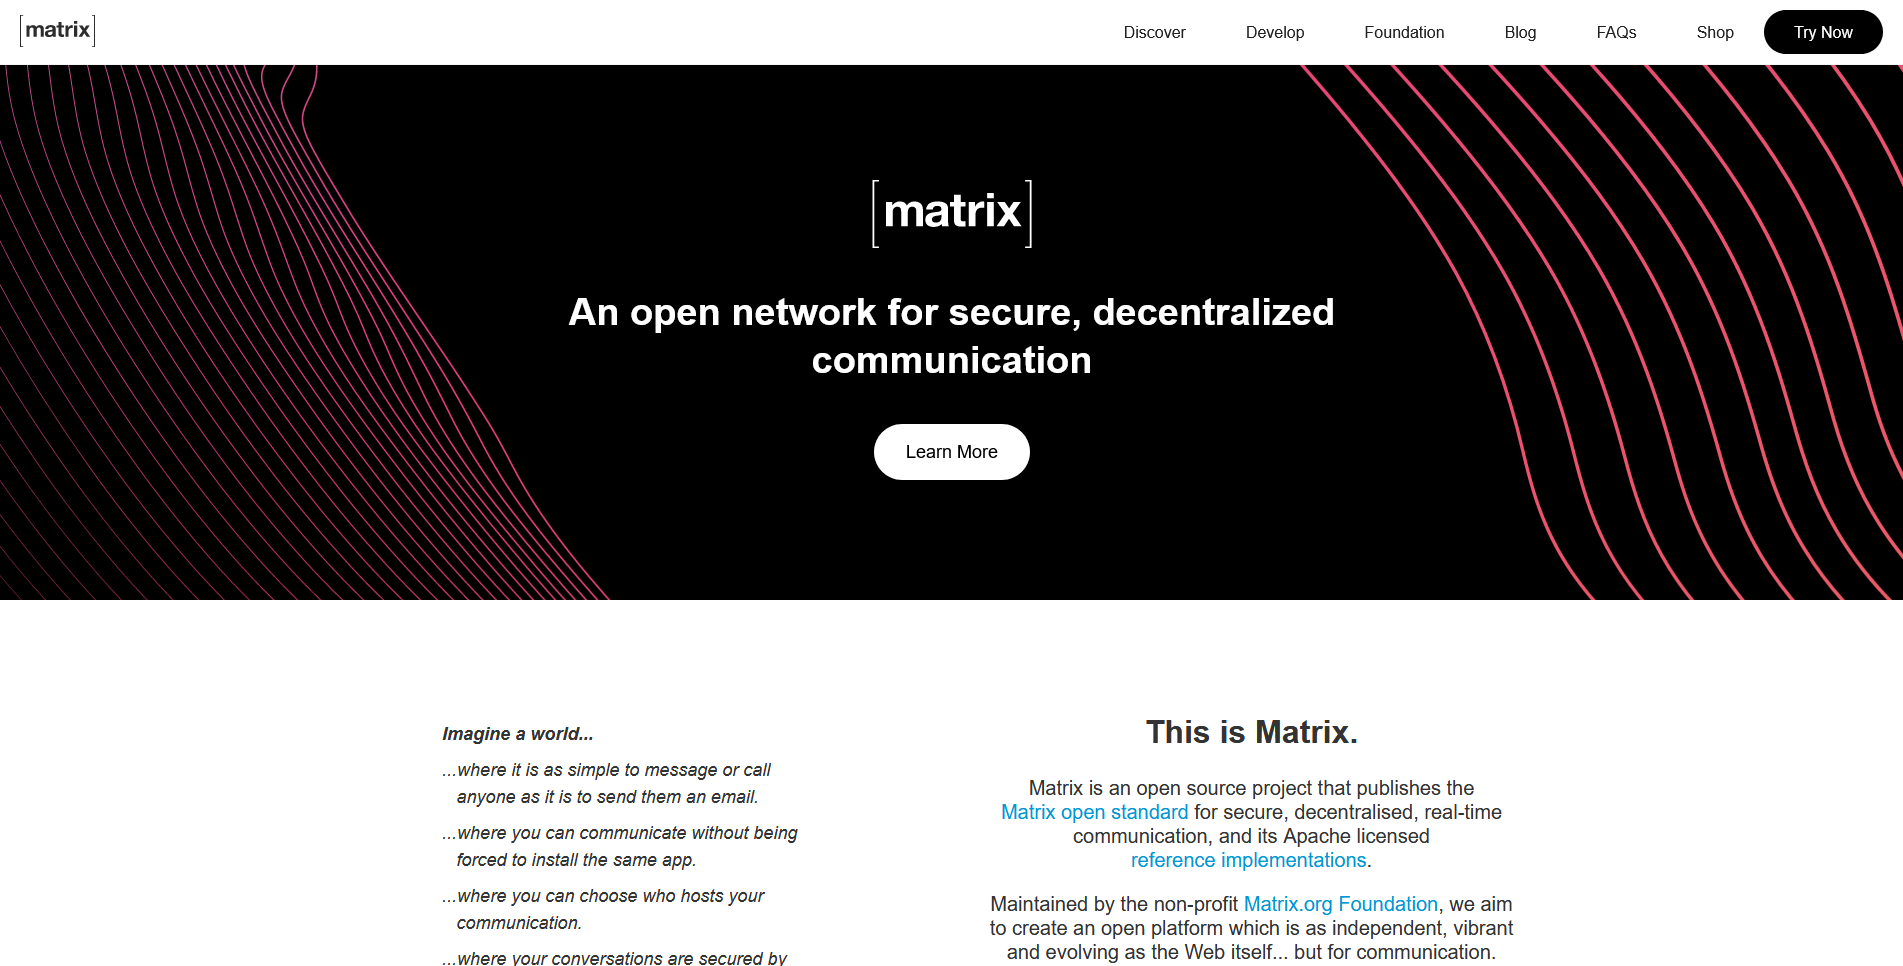 [matrix]
Discover
Develop
Foundation
Blog
FAQs
Shop
Try Now
[matrix]
An open network for secure, decentralized
communication
Learn More
Imagine a world...
...where it is as simple to message or call
anyone as it is to send them an email.
...where you can communicate without being
forced to install the same app.
...where you can choose who hosts your
communication.
...where your conversations are secured by
This is Matrix.
Matrix is an open source project that publishes the
Matrix open standard for secure, decentralised, real-time
communication, and its Apache licensed
reference implementations.
Maintained by the non-profit Matrix.org Foundation, we aim
to create an open platform which is as independent, vibrant
and evolving as the Web itself... but for communication.